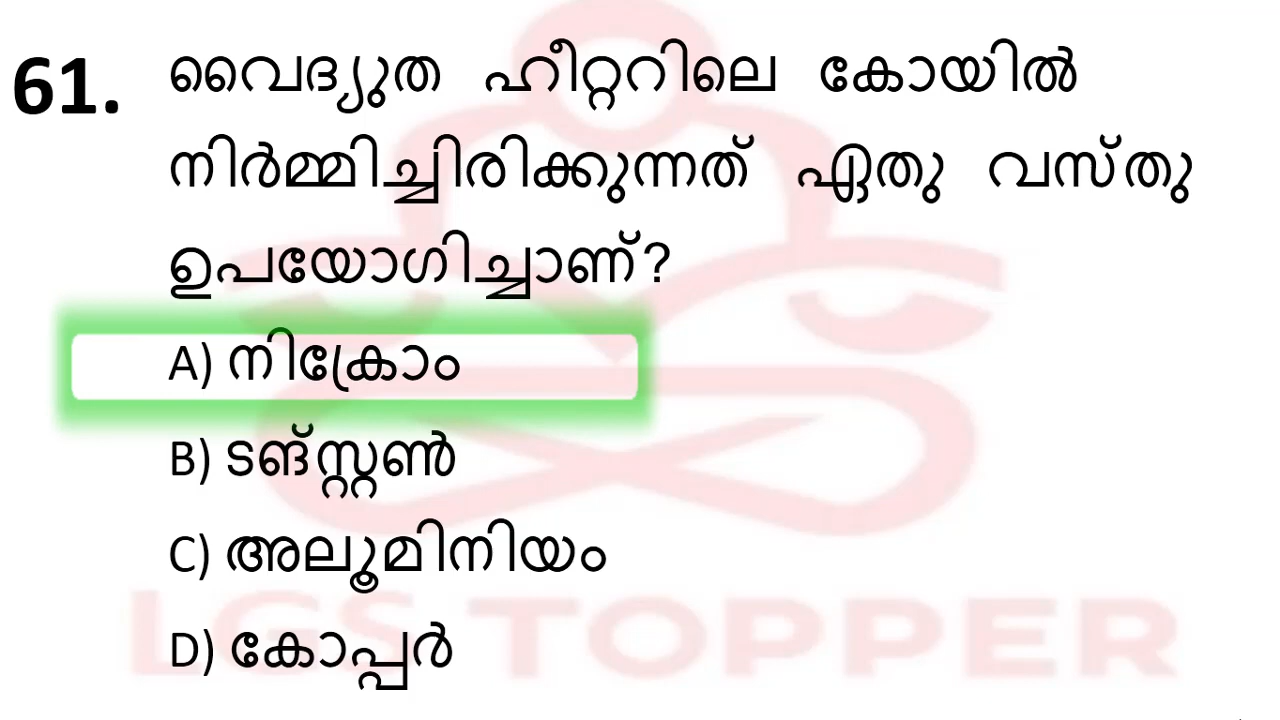 61. വൈദ്യുത ഹീറ്ററിലെ കോയിൽ
നിർമ്മിച്ചിരിക്കുന്നത് ഏതു വസ്തു
ഉപയോഗിച്ചാണ്?
A) നിക്രോം
B) ടങ്സ്റ്റൺ
C) അലൂമിനിയം
D) കോപ്പർ
LGS TOPPER